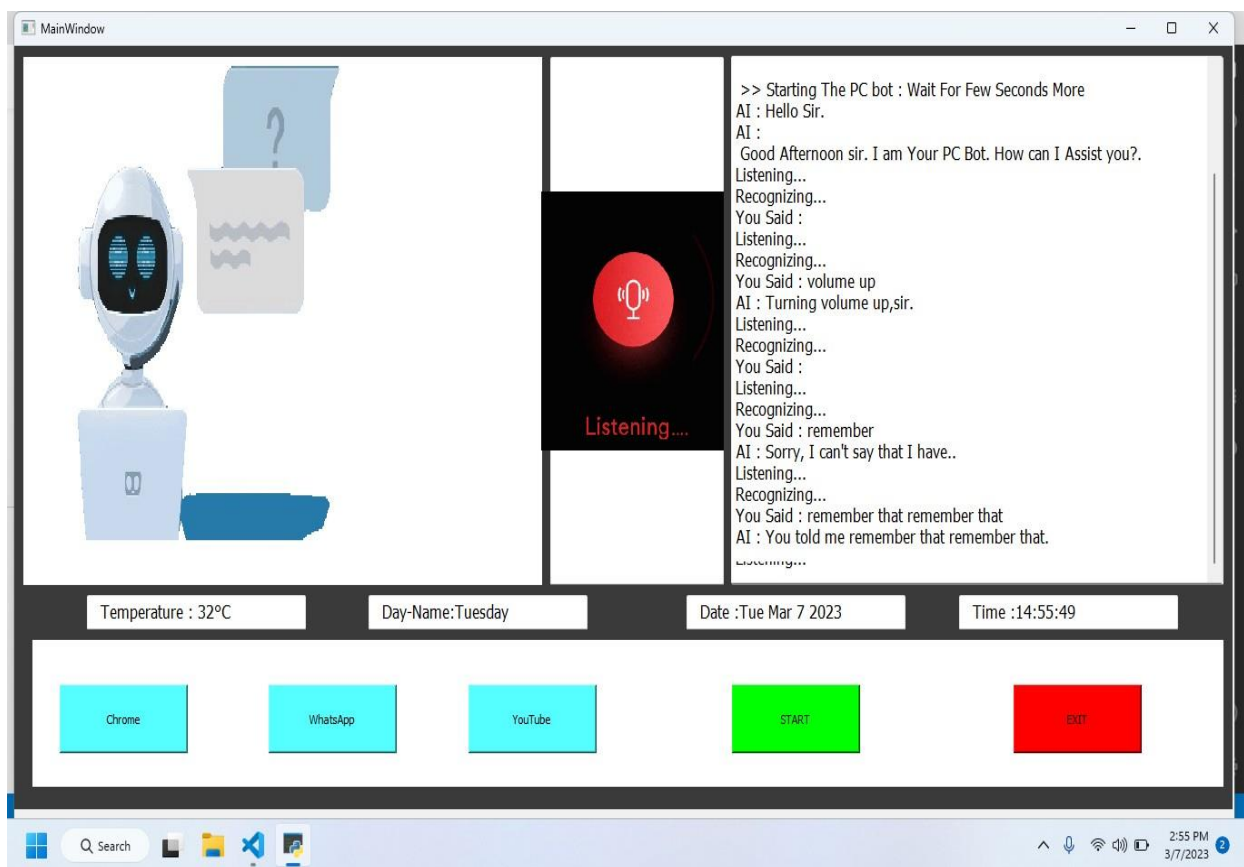 MainWindow
?
Listening....
>> Starting The PC bot : Wait For Few Seconds More
AI : Hello Sir.
AI :
Good Afternoon sir. I am Your PC Bot. How can I Assist you?.
Listening...
Recognizing...
You Said :
Listening...
Recognizing...
You Said : volume up
AI : Turning volume up,sir.
Listening...
Recognizing...
You Said :
Listening...
Recognizing...
You Said : remember
AI : Sorry, I can't say that I have..
Listening...
Recognizing...
You Said : remember that remember that
AI : You told me remember that remember that.
Listening...
Temperature : 32°C
Day-Name:Tuesday
Date :Tue Mar 7 2023
Time :14:55:49
Chrome
WhatsApp
YouTube
START
EXIT
Search
2:55 PM
3/7/2023
2